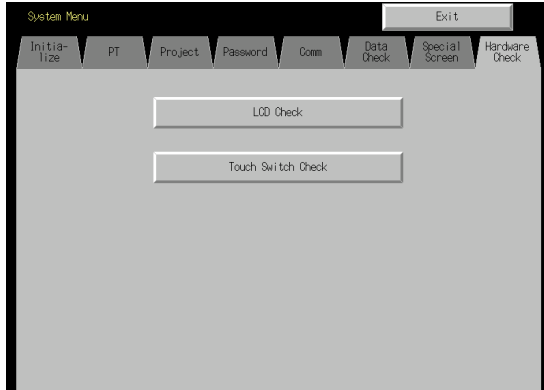 System Menu
Exit
Initia-
lize
PT
Project
Password
Comm
Data
Check
Special
Screen
Hardware
Check
LCD Check
Touch Switch Check